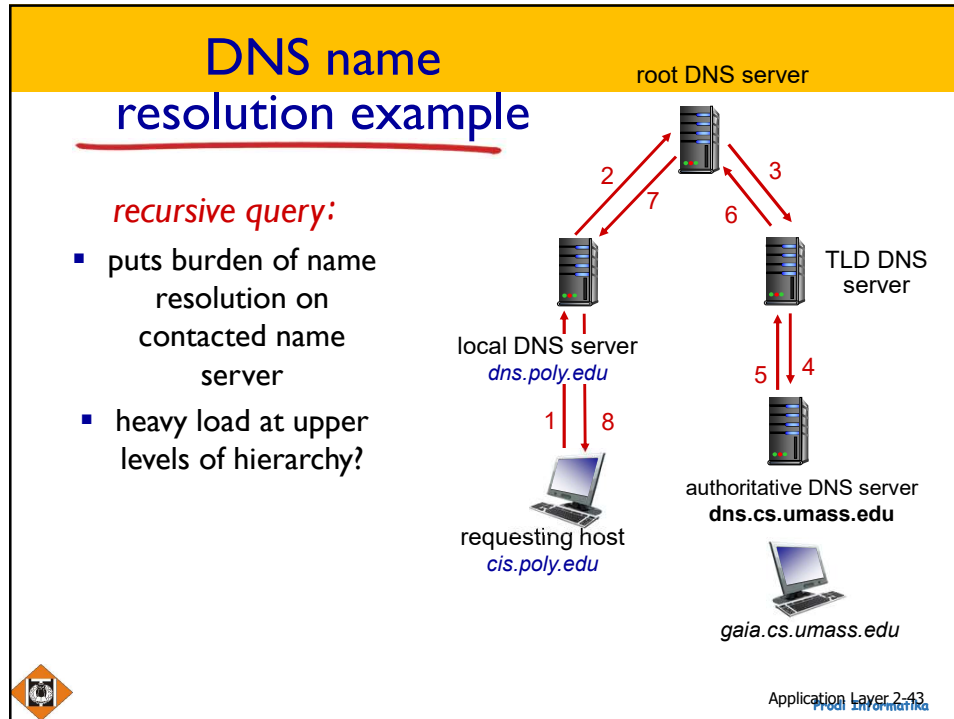 DNS name
resolution example
recursive query:
▪ puts burden of name
resolution on
contacted name
server
▪ heavy load at upper
levels of hierarchy?
root DNS server
2
7
3
6
TLD DNS
server
local DNS server
dns.poly.edu
5
4
1
8
authoritative DNS server
dns.cs.umass.edu
requesting host
cis.poly.edu
gaia.cs.umass.edu
Application Layer 2-43
Prodi Informatika